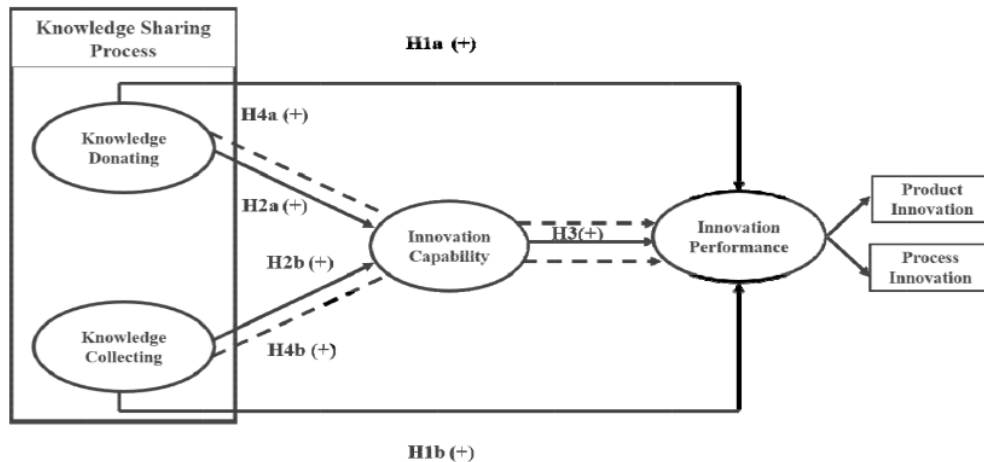 Knowledge Sharing
Process
H1a (+)
H4a (+)
Knowledge
Donating
H2a (+)
Innovation
Capability
H3(+)
Innovation
Performance
Product
Innovation
Process
Innovation
H2b (+)
Knowledge
Collecting
H4b (+)
H1b (+)